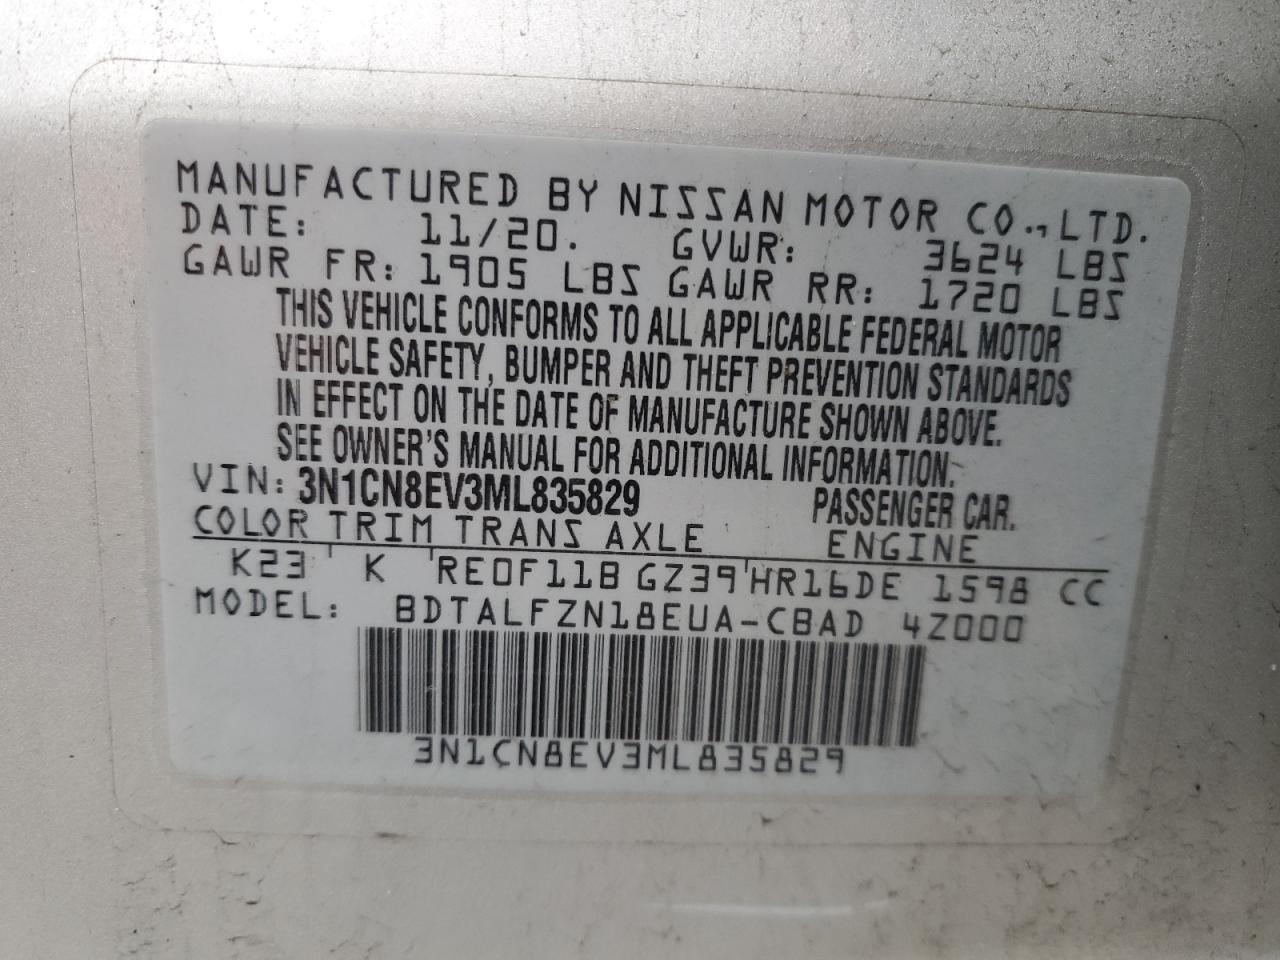 MANUFACTURED BY NISSAN MOTOR CO., LTD.
DATE: 11/20. GVWR: 3624 LBS
GAWR FR: 1905 LBS GAWR RR: 1720 LBS
THIS VEHICLE CONFORMS TO ALL APPLICABLE FEDERAL MOTOR
VEHICLE SAFETY, BUMPER AND THEFT PREVENTION STANDARDS
IN EFFECT ON THE DATE OF MANUFACTURE SHOWN ABOVE.
SEE OWNER'S MANUAL FOR ADDITIONAL INFORMATION.
VIN: 3N1CN8EV3ML835829 PASSENGER CAR.
COLOR TRIM TRANS AXLE ENGINE
K23 K RE0F11B GZ39 HR16DE 1598 CC
MODEL: BDTALFZN18EUA-CBAD 4Z000
3N1CN8EV3ML835829